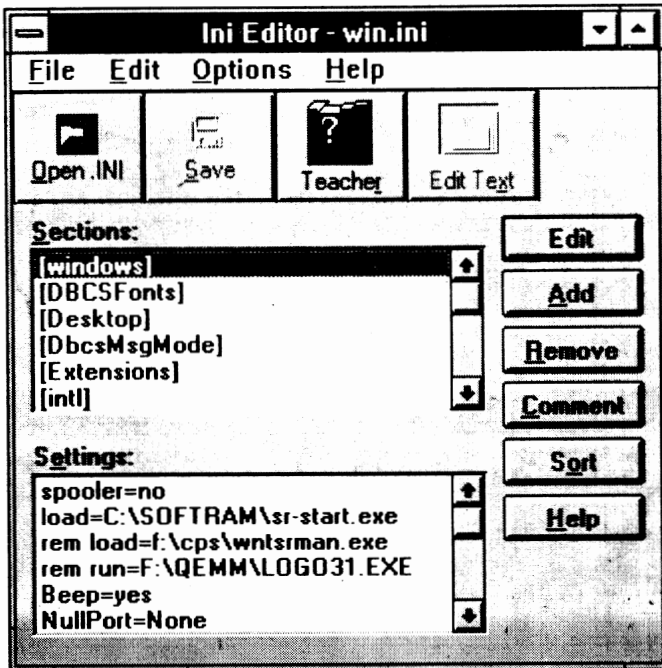 Ini Editor - win.ini
File Edit Options Help
Open .INI Save Teacher Edit Text
Sections:
[windows]
[DBCSFonts]
[Desktop]
[DbcsMsgMode]
[Extensions]
[intl]
Edit
Add
Remove
Comment
Sort
Help
Settings:
spooler=no
load=C:\SOFTRAM\sr-start.exe
rem load=f:\cps\wntsrman.exe
rem run=F:\QEMM\LOGO31.EXE
Beep=yes
NullPort=None